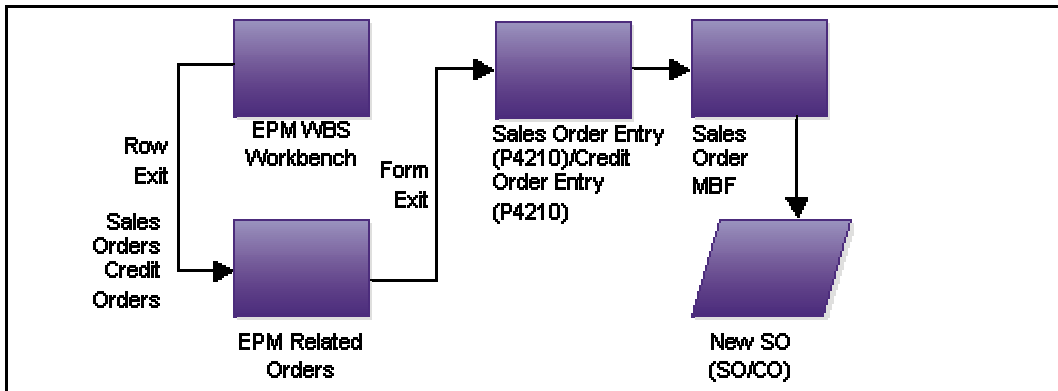 EPM WBS
Workbench
Row
Exit
Sales
Orders
Credit
Orders
EPM Related
Orders
Form
Exit
Sales Order Entry
(P4210)/Credit
Order Entry
(P4210)
Sales
Order
MBF
New SO
(SO/CO)